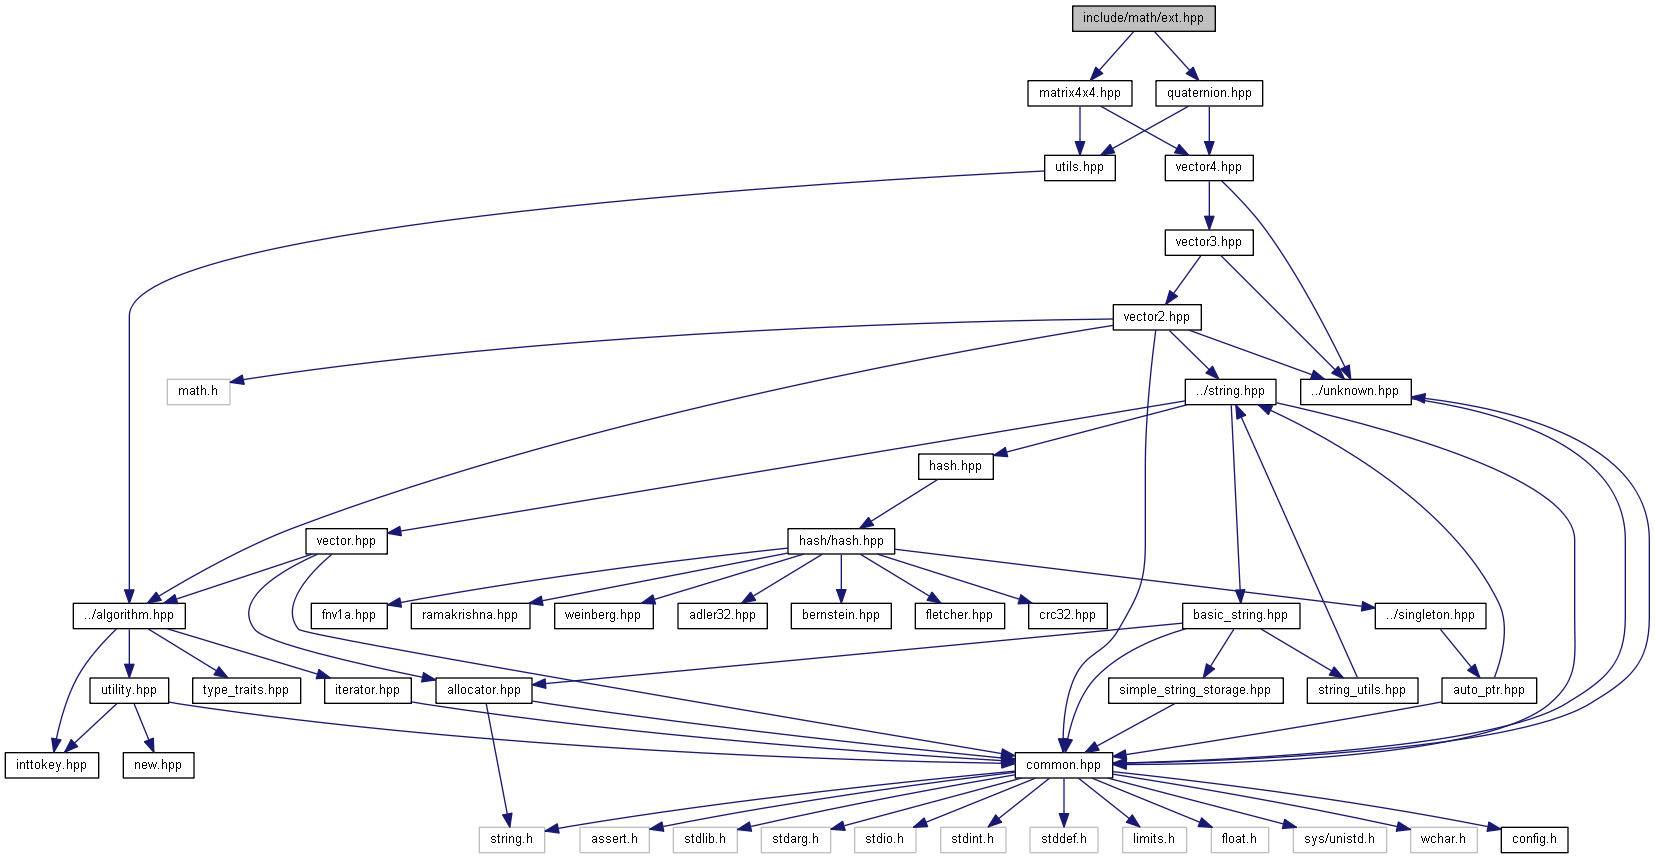 include/math/ext.hpp
matrix4x4.hpp
quaternion.hpp
utils.hpp
vector4.hpp
vector3.hpp
vector2.hpp
math.h
../string.hpp
../unknown.hpp
hash.hpp
vector.hpp
hash/hash.hpp
../algorithm.hpp
fnv1a.hpp
ramakrishna.hpp
weinberg.hpp
adler32.hpp
bernstein.hpp
fletcher.hpp
crc32.hpp
basic_string.hpp
../singleton.hpp
utility.hpp
type_traits.hpp
iterator.hpp
allocator.hpp
simple_string_storage.hpp
string_utils.hpp
auto_ptr.hpp
inttokey.hpp
new.hpp
common.hpp
string.h
assert.h
stdlib.h
stdarg.h
stdio.h
stdint.h
stddef.h
limits.h
float.h
sys/unistd.h
wchar.h
config.h